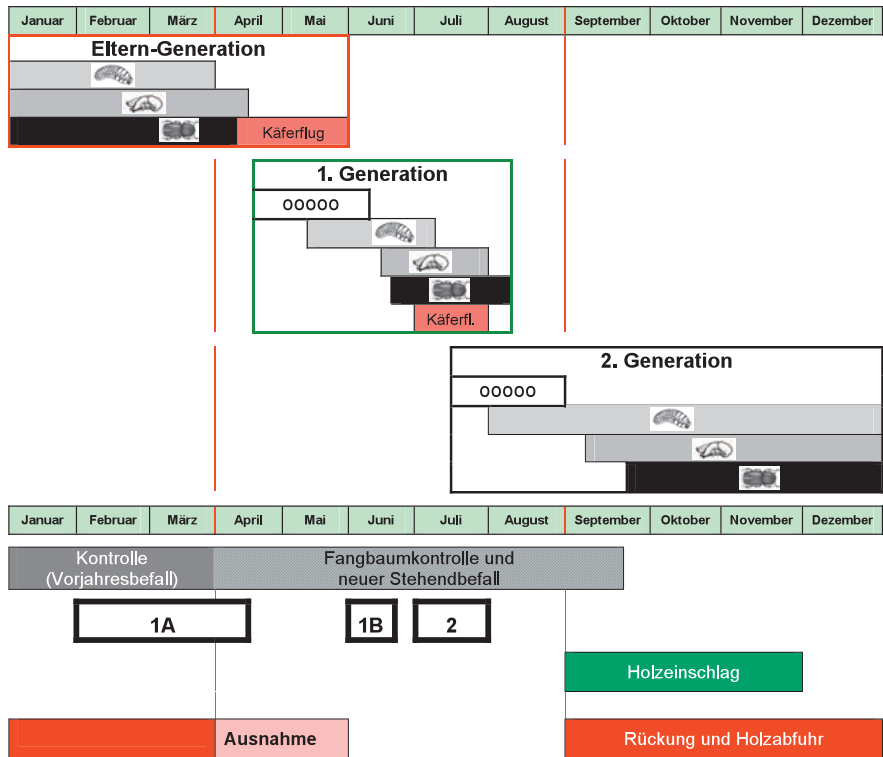 Januar Februar März April Mai Juni Juli August September Oktober November Dezember
Eltern-Generation
Käferflug
1. Generation
ooooo
Käferfl.
2. Generation
ooooo
Januar Februar März April Mai Juni Juli August September Oktober November Dezember
Kontrolle
(Vorjahresbefall)
Fangbaumkontrolle und
neuer Stehendbefall
1A 1B 2
Holzeinschlag
Ausnahme Rückung und Holzabfuhr